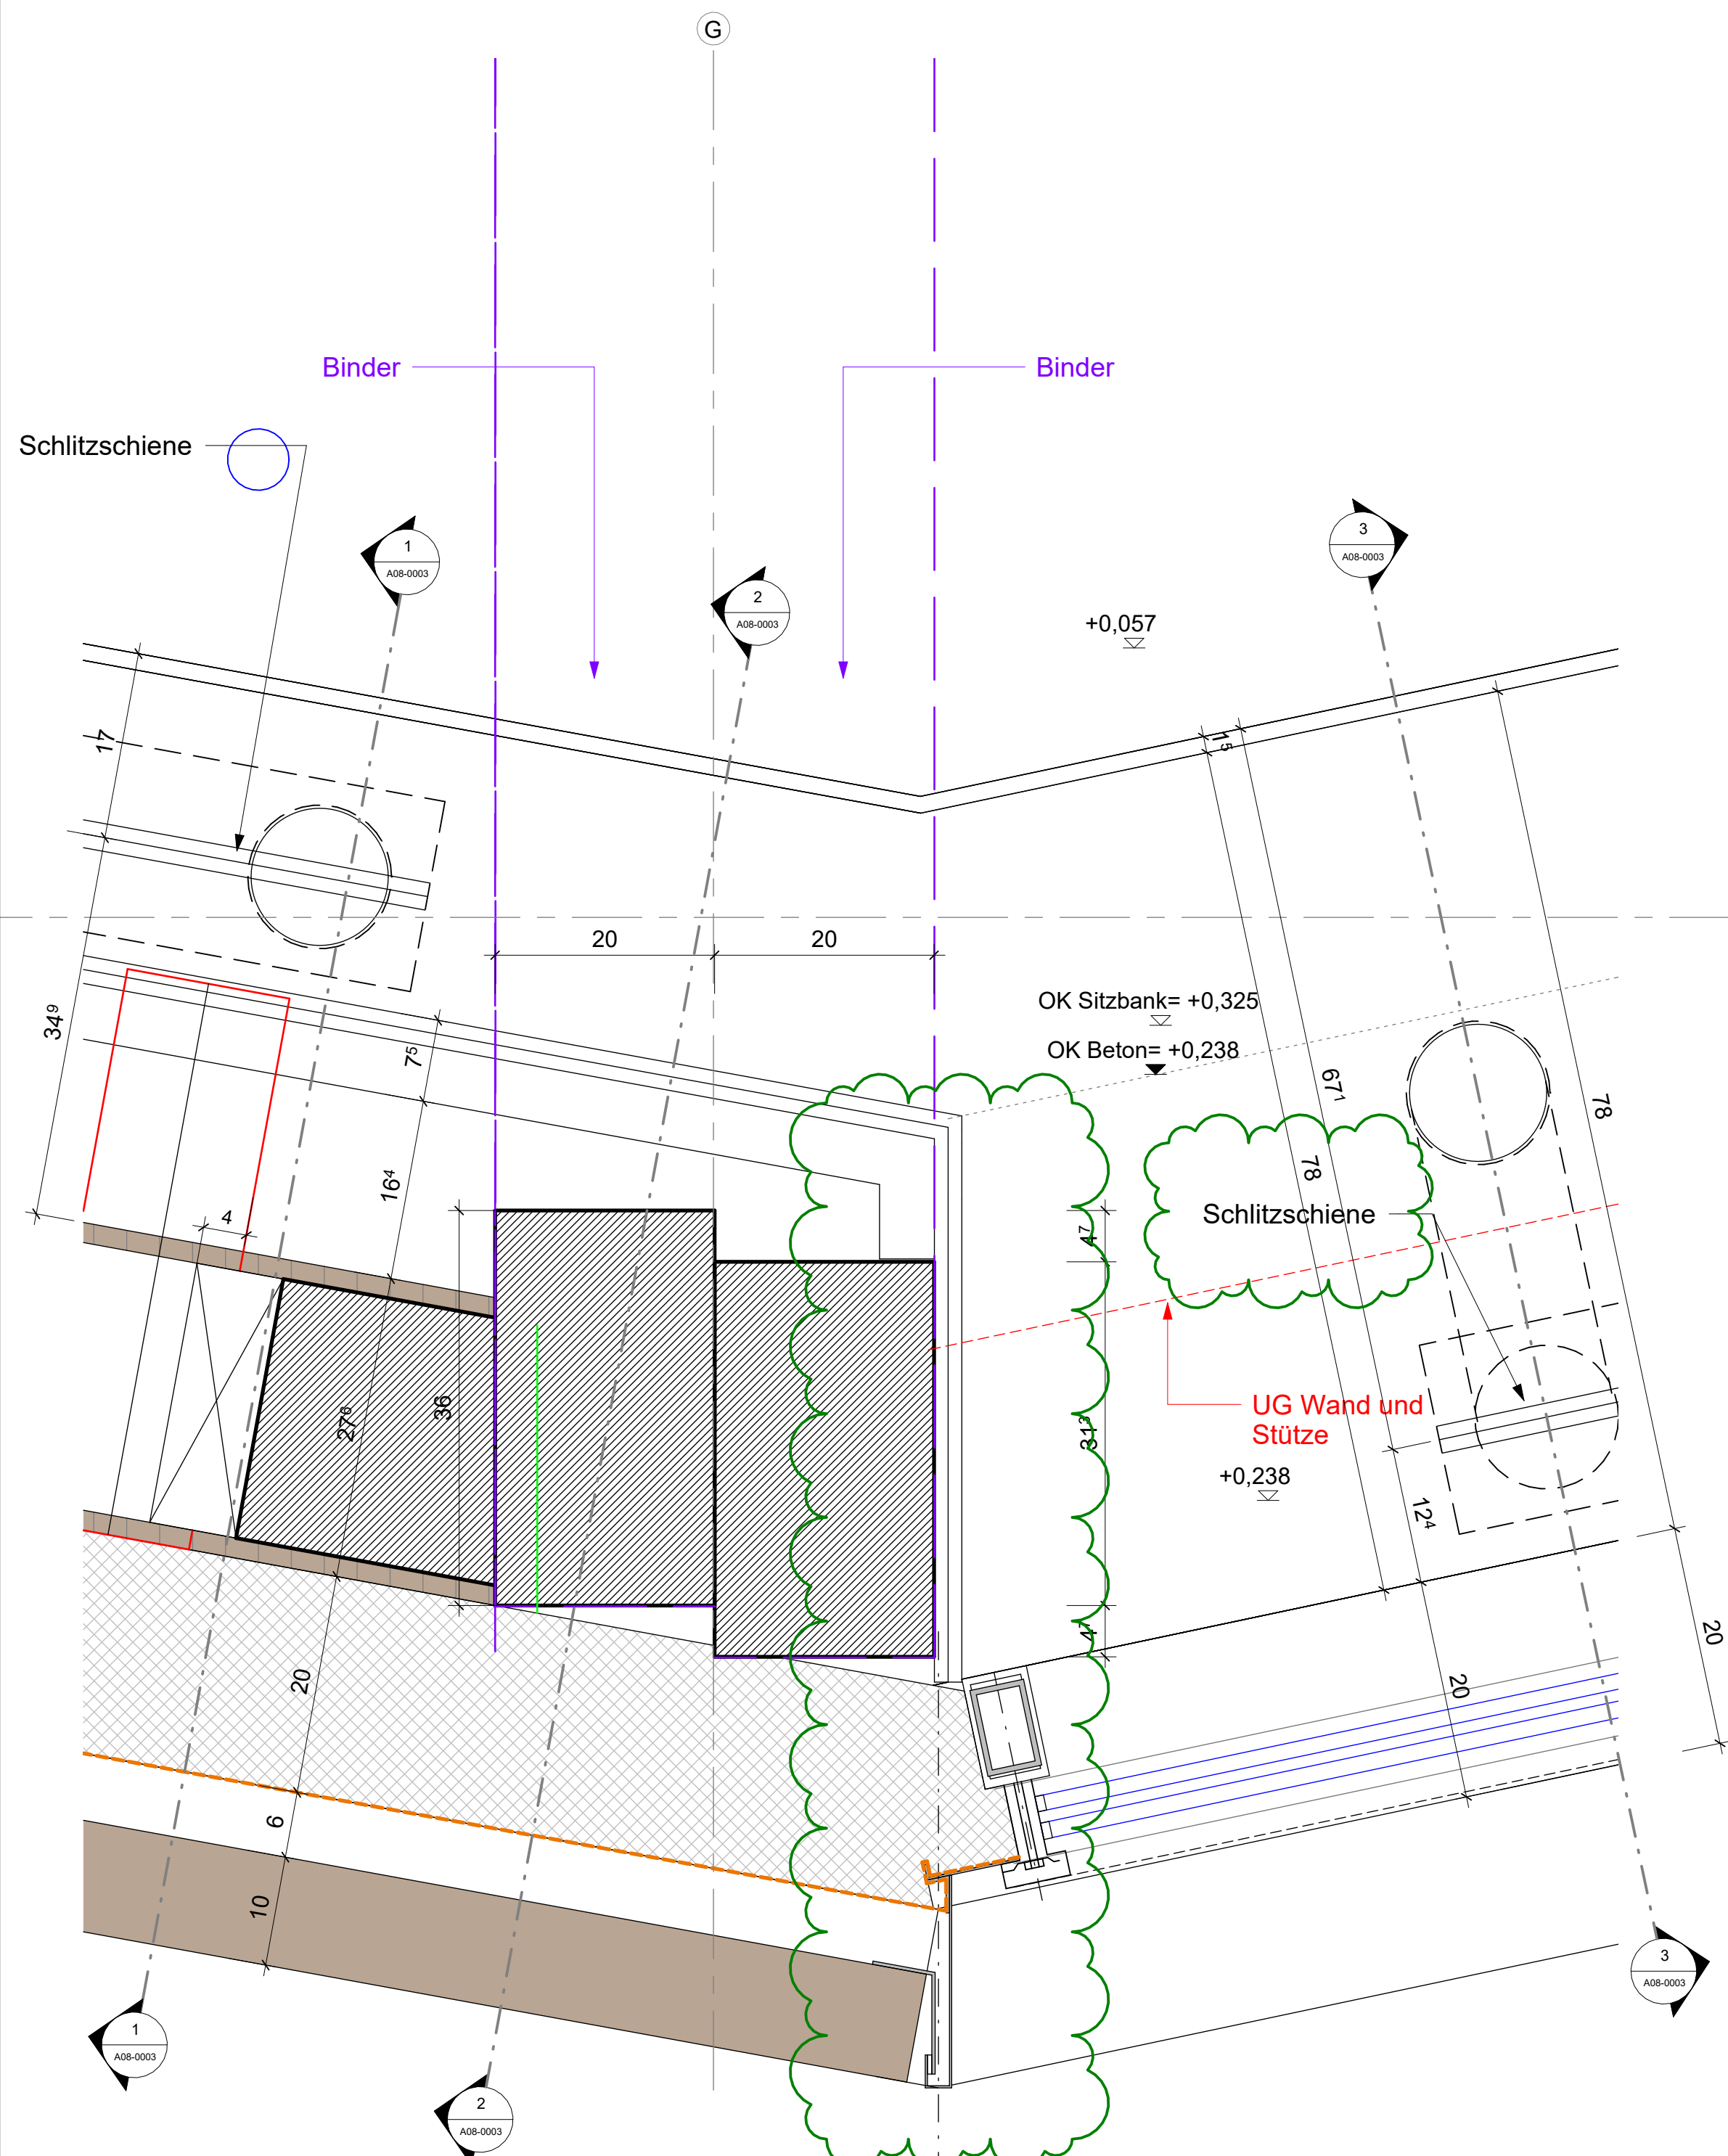 G
Binder
Binder
Schlitzschiene
1
A08-0003
3
A08-0003
2
A08-0003
+0,057
17
1⁵
20
20
OK Sitzbank= +0,325
OK Beton= +0,238
34⁹
7⁵
67¹
78
78
16⁴
4
4⁷
Schlitzschiene
27⁶
36
31³
UG Wand und
Stütze
+0,238
12⁴
4⁷
20
20
20
6
10
3
A08-0003
1
A08-0003
2
A08-0003